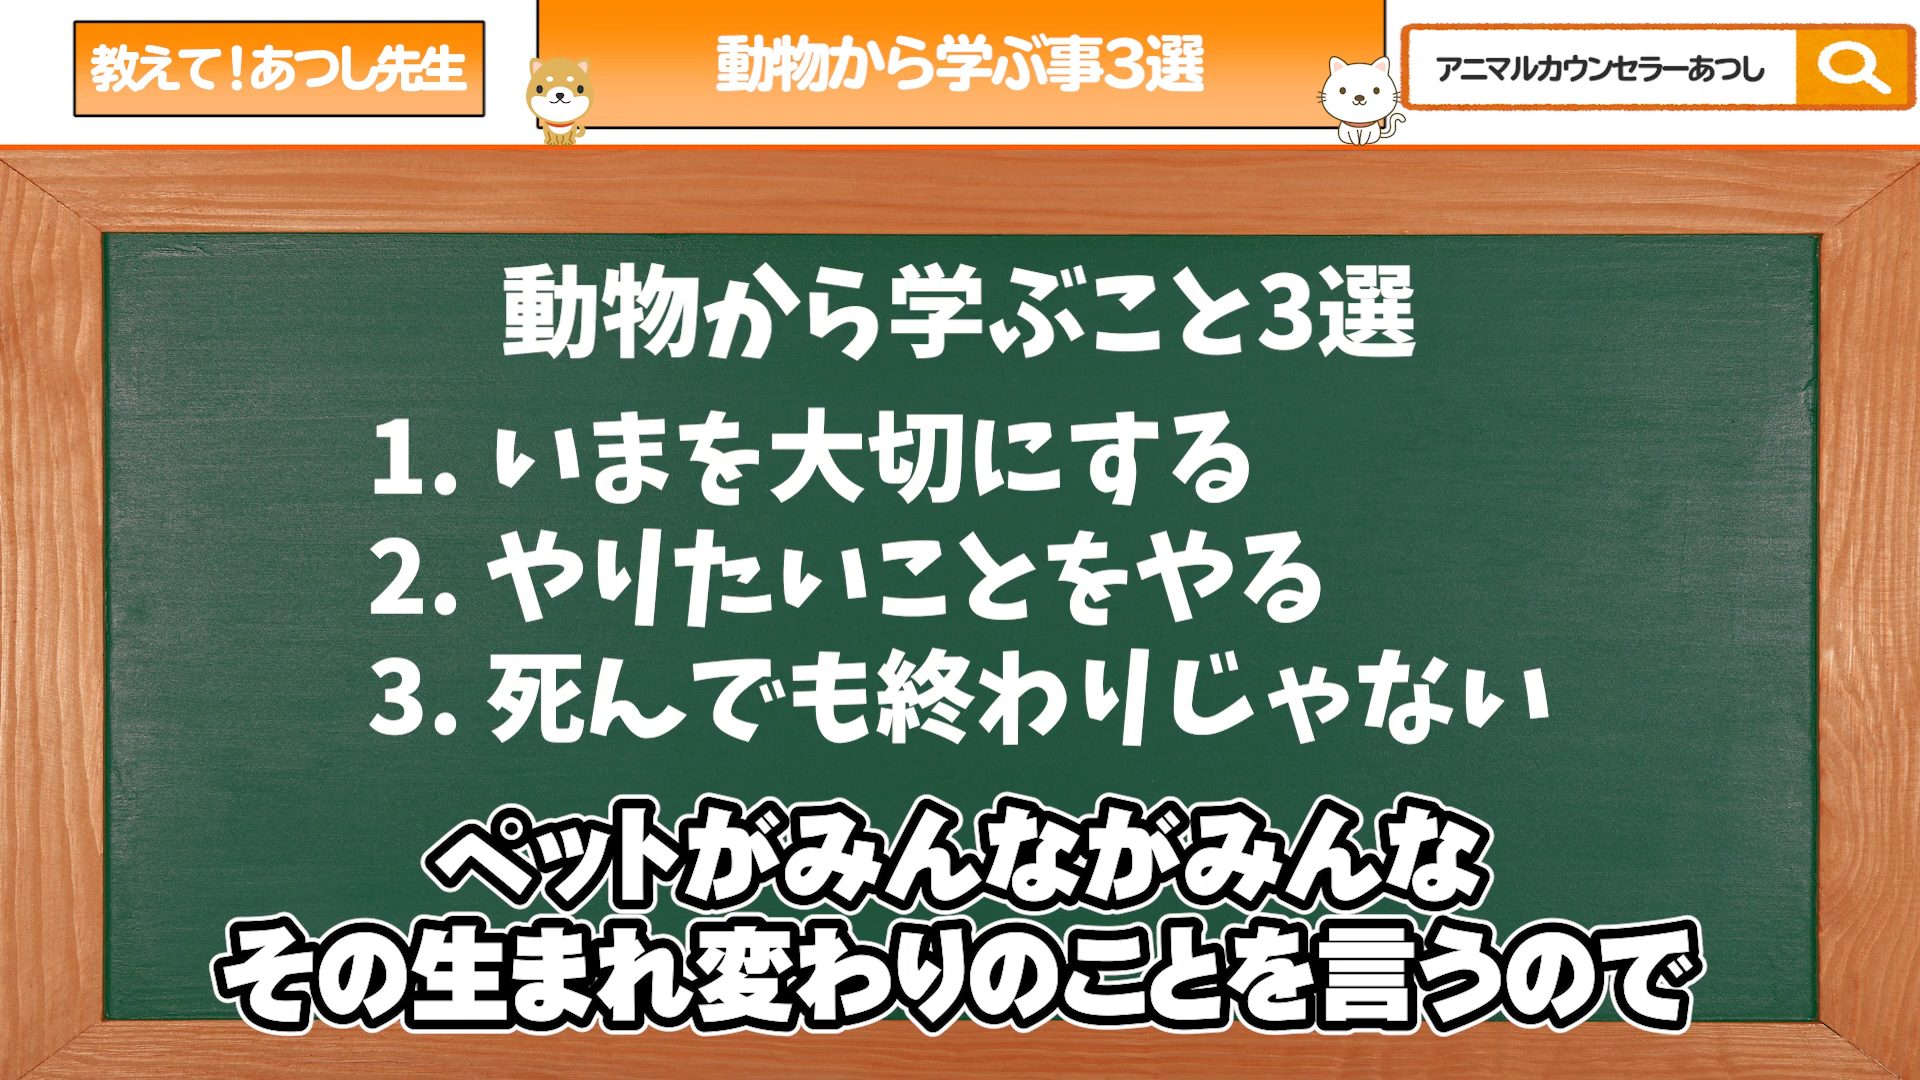 教えて！あつし先生
動物から学ぶ事３選
アニマルカウンセラーあつし
動物から学ぶこと3選
1. いまを大切にする
2. やりたいことをやる
3. 死んでも終わりじゃない
ペットがみんながみんな
その生まれ変わりのことを言うので